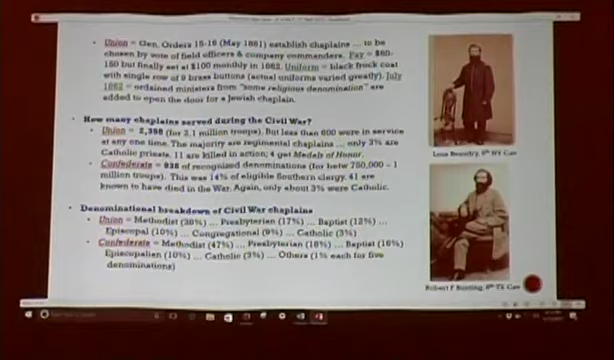 • Union = Gen. Orders 15-16 (May 1861) establish chaplains … to be
chosen by vote of field officers & company commanders. Pay =
150 but finally set at $100 monthly in 1862. Uniform = black frock coat
with single row of 9 brass buttons (actual uniforms varied greatly). July
1862 = ordained ministers from "some religious denomination" are
added to open the door for a Jewish chaplain.
• How many chaplains served during the Civil War?
• Union = 2,398 (for 2.1 million troops). But less than 600 were in service
at any one time. The majority are regimental chaplains … only 3% are
Catholic priests. 11 are killed in action; 4 get Medals of Honor.
• Confederate = 938 of recognized denominations (for betw 750,000 – 1
million troops). This was 14% of eligible Southern clergy. 41 are
known to have died in the War. Again, only about 3% were Catholic.
• Denominational breakdown of Civil War chaplains
• Union = Methodist (38%) … Presbyterian (17%) … Baptist (12%) …
Episcopal (10%) … Congregational (9%) … Catholic (3%)
• Confederate = Methodist (47%) … Presbyterian (18%) … Baptist (16%)
Episcopalien (10%) … Catholic (3%) … Others (1% each for five
denominations)
Louis Beaudry, 5th NY Cav
Robert F Bunting, 8th TX Cav